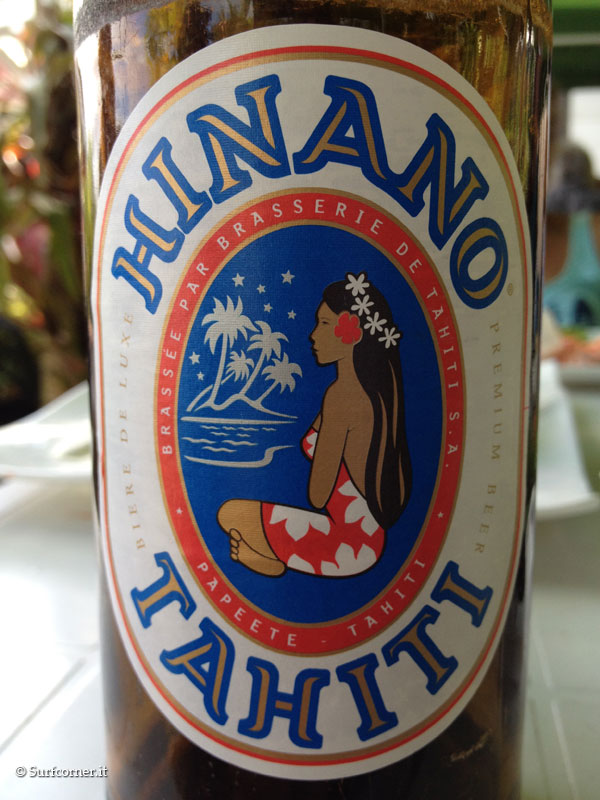 HINANO®
BRASSÉE PAR BRASSERIE DE TAHITI S.A.
BIERE DE LUXE
PREMIUM BEER
PAPEETE - TAHITI
TAHITI
© Surfcorner.it